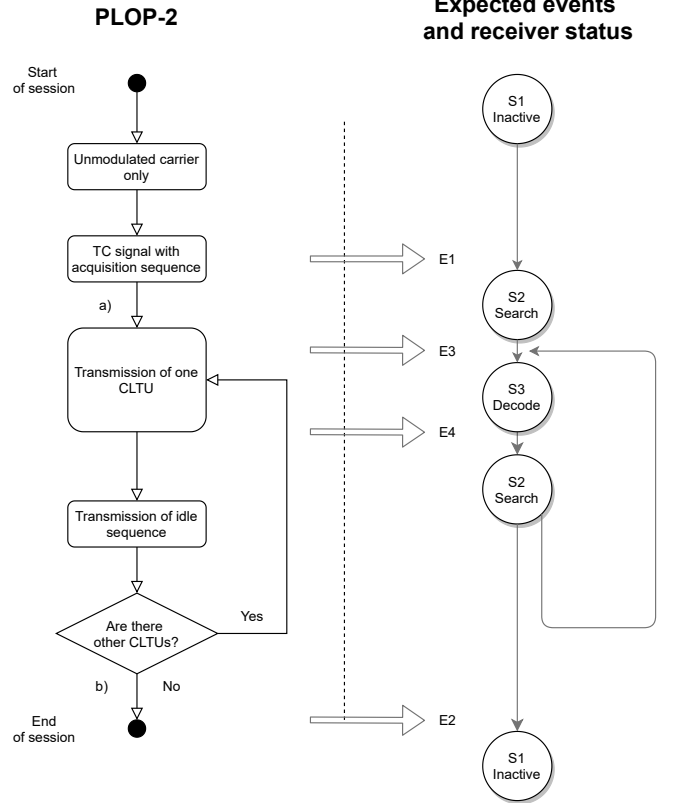 PLOP-2
Expected events
and receiver status
Start
of session
S1
Inactive
Unmodulated carrier
only
TC signal with
acquisition sequence
E1
a)
S2
Search
Transmission of one
CLTU
E3
S3
Decode
E4
S2
Search
Transmission of idle
sequence
Are there
other CLTUs?
Yes
b)
No
End
of session
E2
S1
Inactive